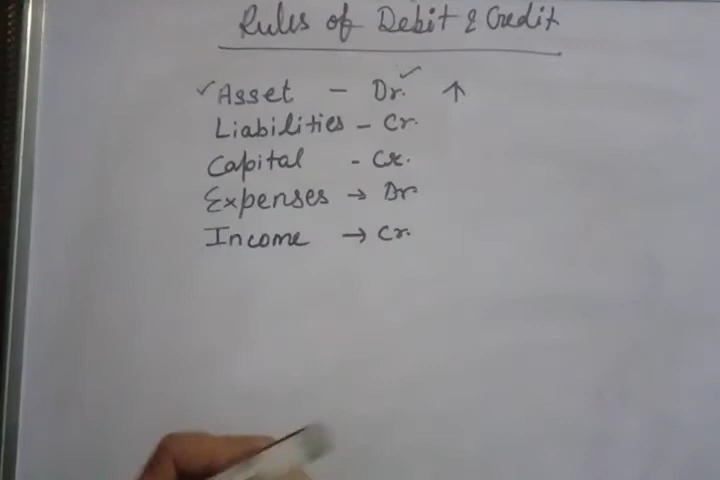 Rules of Debit & Credit
✓ Asset - Dr. ✓ ↑
Liabilities - Cr.
Capital - Cr.
Expenses → Dr
Income → Cr.